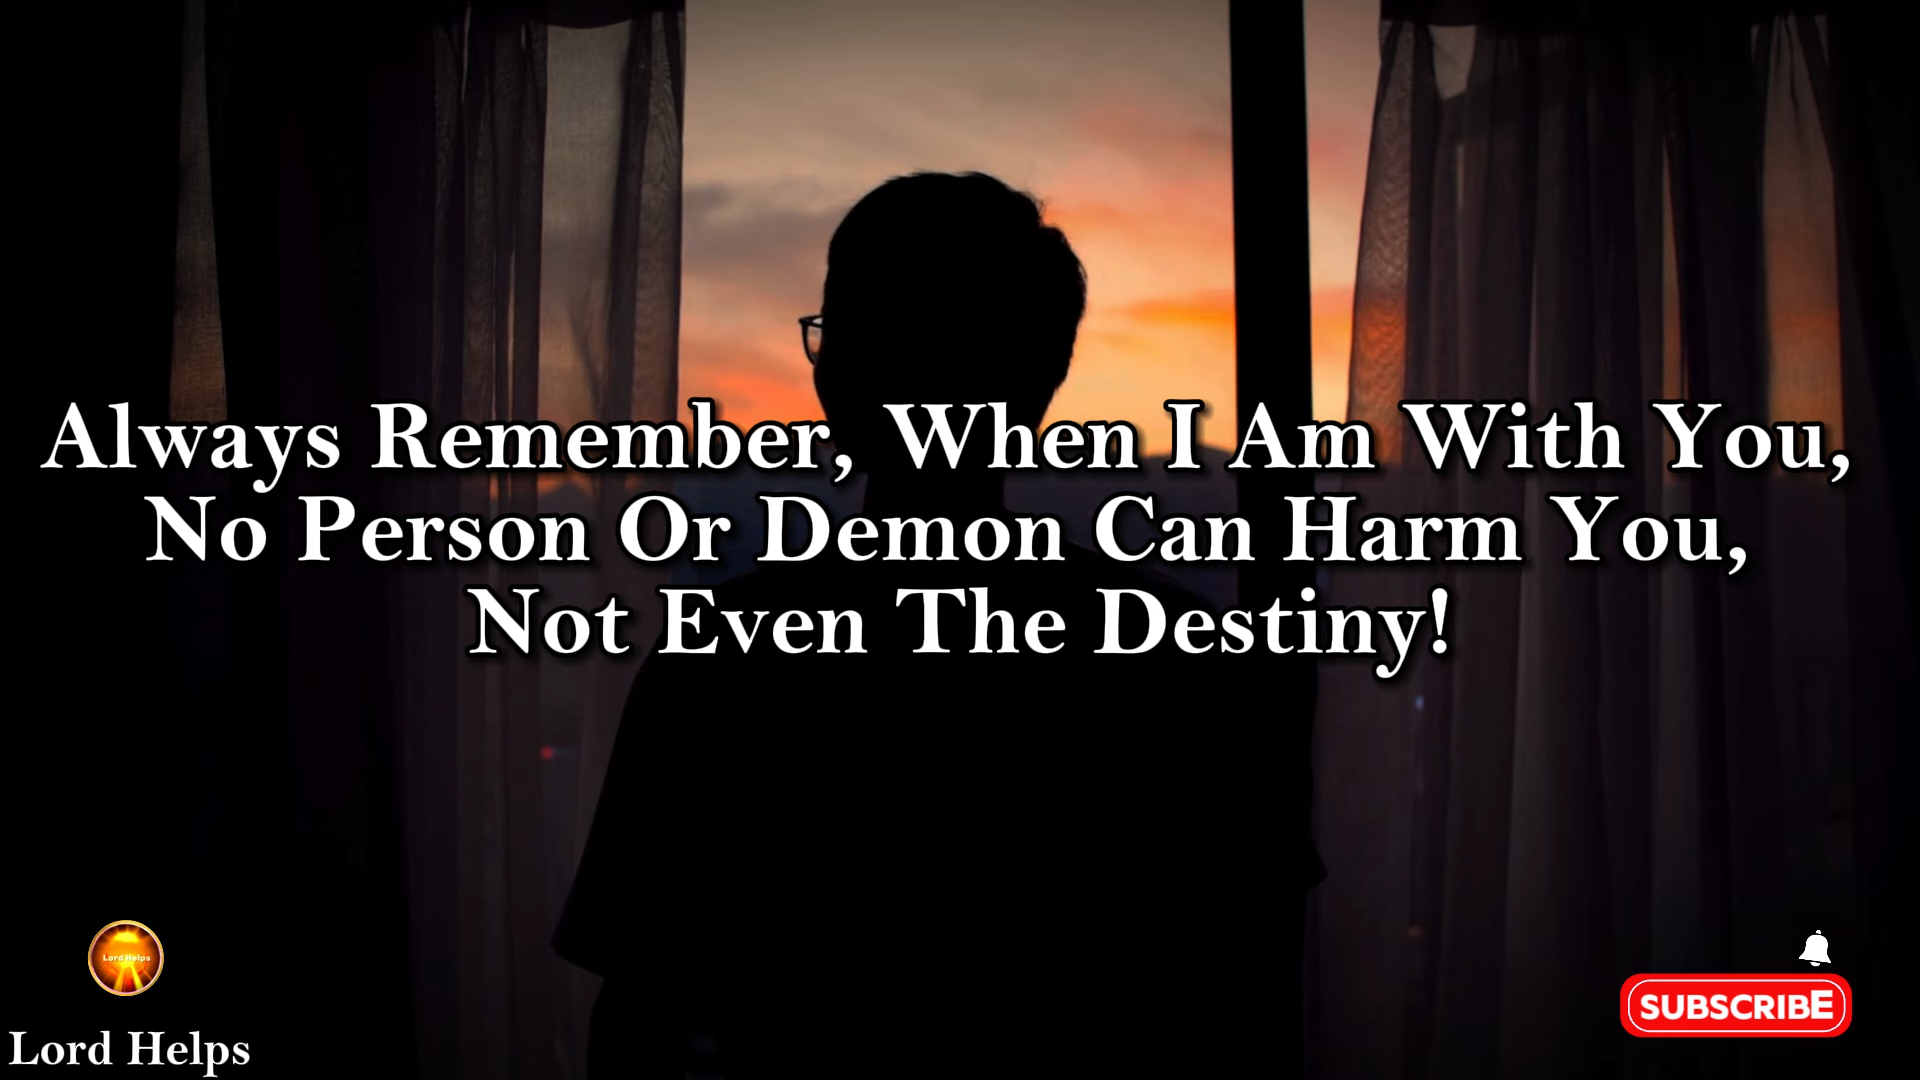 Always Remember, When I Am With You,
No Person Or Demon Can Harm You,
Not Even The Destiny!
Lord Helps
Lord Helps
SUBSCRIBE